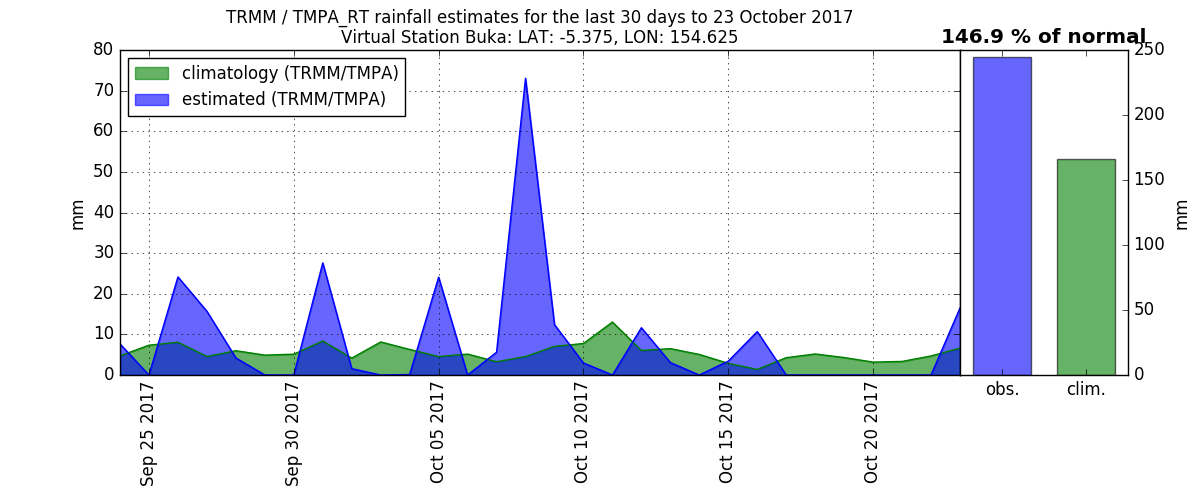 TRMM / TMPA_RT rainfall estimates for the last 30 days to 23 October 2017
Virtual Station Buka: LAT: -5.375, LON: 154.625
146.9 % of normal
climatology (TRMM/TMPA)
estimated (TRMM/TMPA)
mm
80
70
60
50
40
30
20
10
0
Sep 25 2017
Sep 30 2017
Oct 05 2017
Oct 10 2017
Oct 15 2017
Oct 20 2017
obs.
clim.
250
200
150
100
50
0
mm